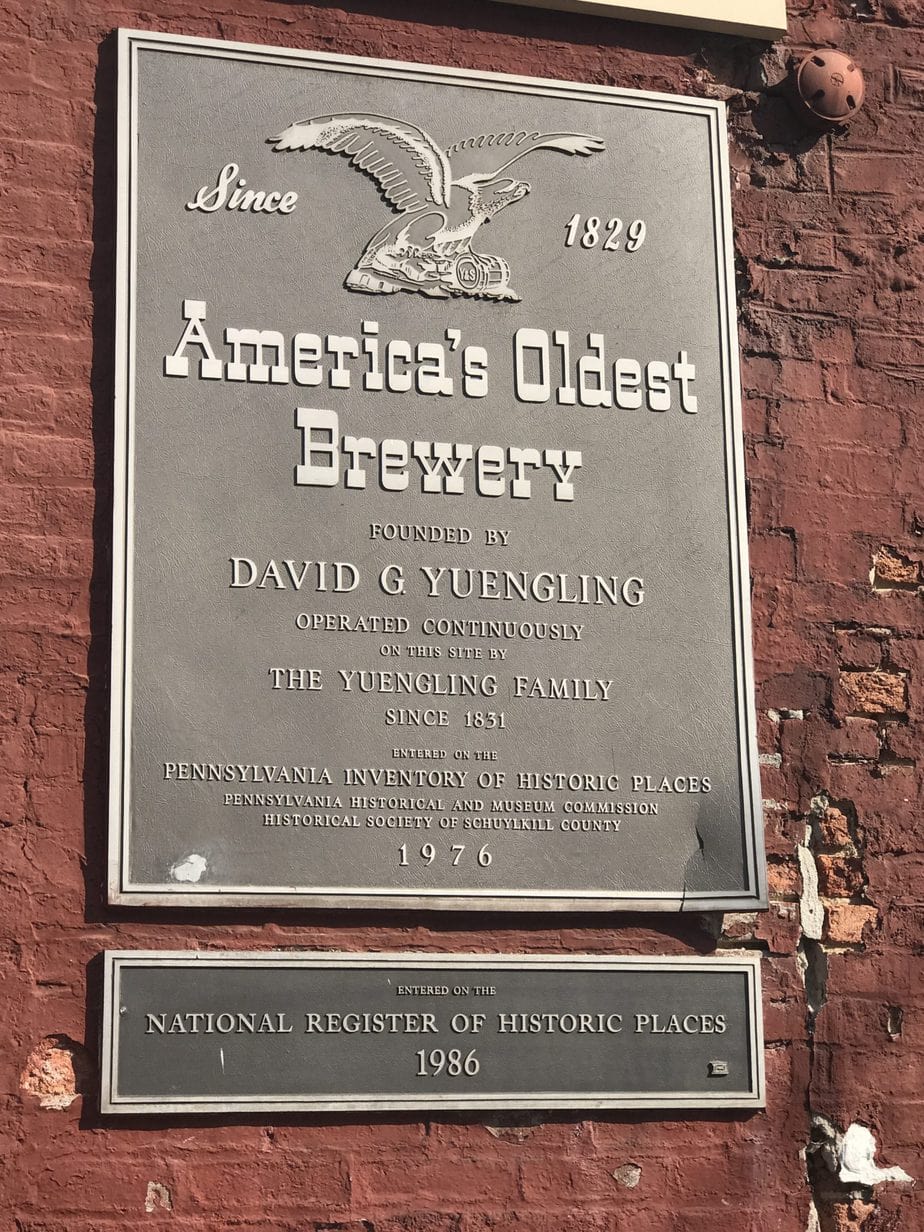 Since 1829
Y&S
America's Oldest
Brewery
FOUNDED BY
DAVID G. YUENGLING
OPERATED CONTINUOUSLY
ON THIS SITE BY
THE YUENGLING FAMILY
SINCE 1831
ENTERED ON THE
PENNSYLVANIA INVENTORY OF HISTORIC PLACES
PENNSYLVANIA HISTORICAL AND MUSEUM COMMISSION
HISTORICAL SOCIETY OF SCHUYLKILL COUNTY
1976
ENTERED ON THE
NATIONAL REGISTER OF HISTORIC PLACES
1986